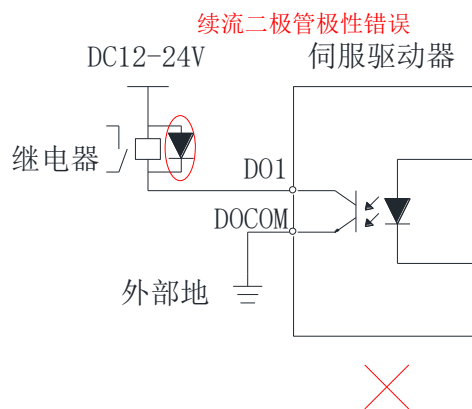 续流二极管极性错误
DC12-24V
伺服驱动器
继电器
DO1
DOCOM
外部地